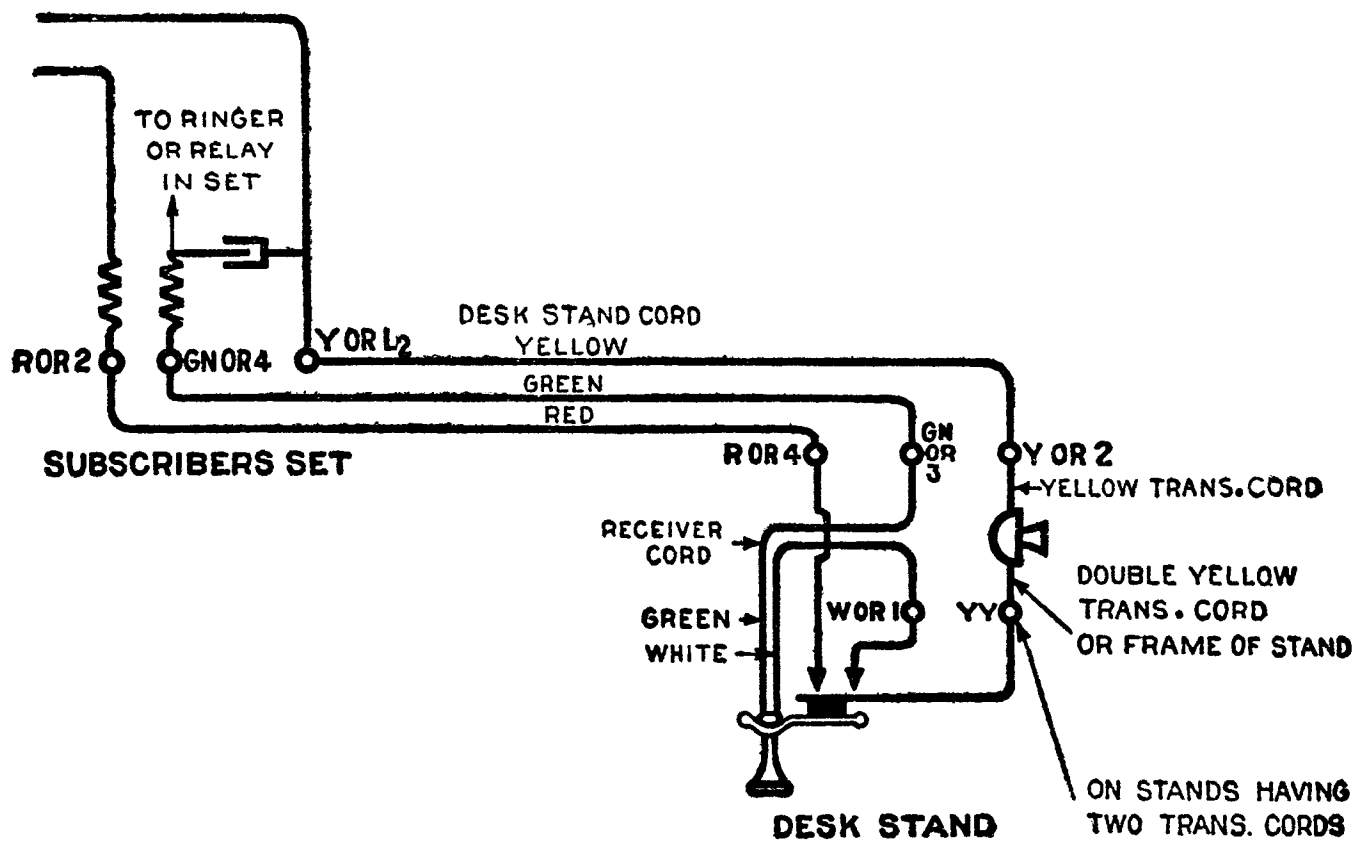 TO RINGER
OR RELAY
IN SET
DESK STAND CORD
YELLOW
Y OR L2
R OR 2
GN OR 4
GREEN
RED
SUBSCRIBERS SET
R OR 4
GN
OR
3
Y OR 2
YELLOW TRANS. CORD
RECEIVER
CORD
DOUBLE YELLOW
TRANS. CORD
OR FRAME OF STAND
GREEN
WHITE
W OR 1
YY
ON STANDS HAVING
TWO TRANS. CORDS
DESK STAND